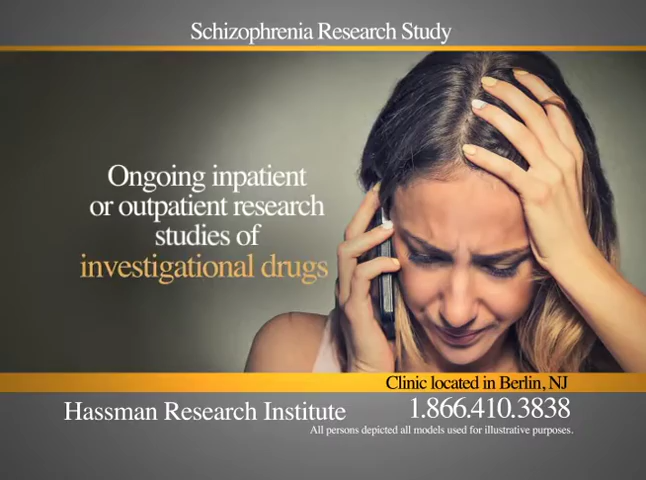 Schizophrenia Research Study
Ongoing inpatient
or outpatient research
studies of
investigational drugs
Clinic located in Berlin, NJ
Hassman Research Institute
1.866.410.3838
All persons depicted all models used for illustrative purposes.